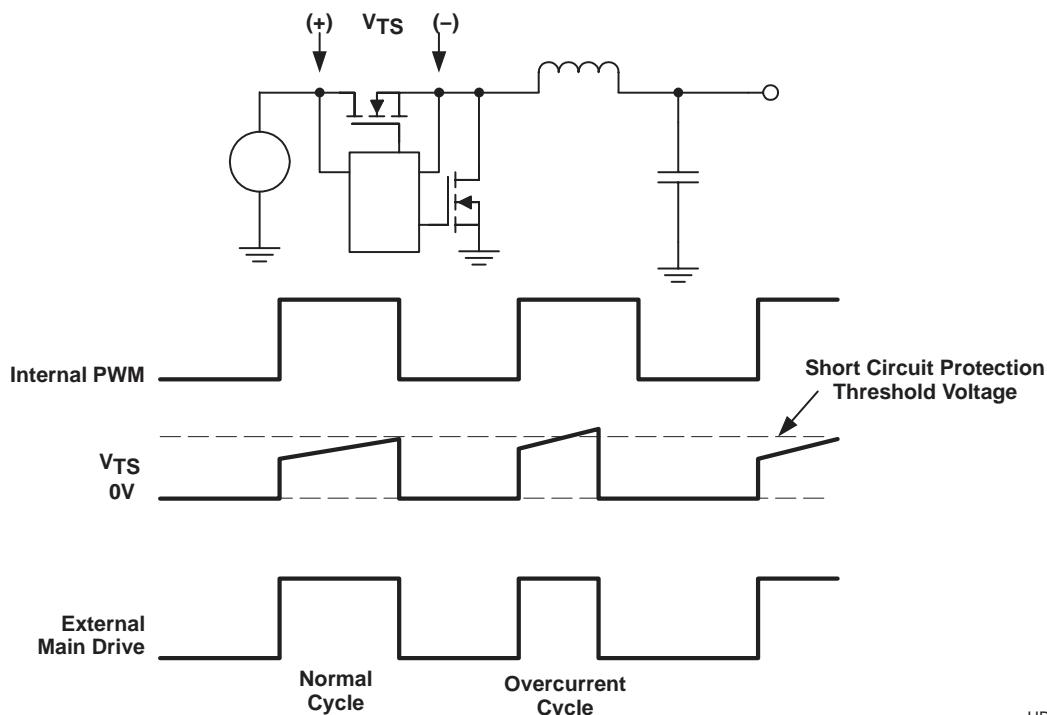 (+) VTS (–)
Internal PWM
Short Circuit Protection
Threshold Voltage
VTS
0V
External
Main Drive
Normal
Cycle
Overcurrent
Cycle